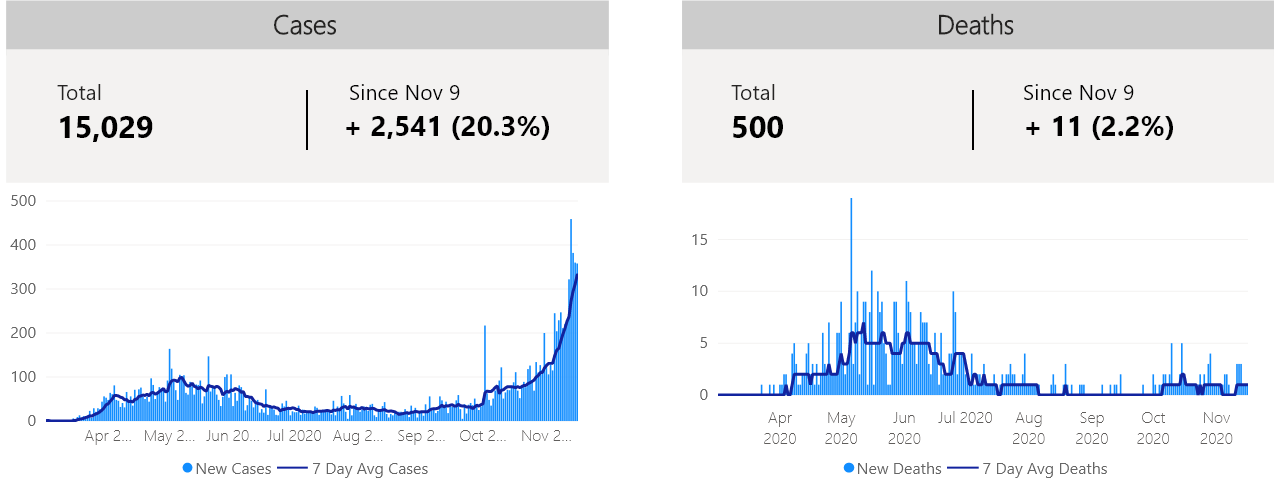 Cases
Total
15,029
Since Nov 9
+ 2,541 (20.3%)
500
400
300
200
100
0
Apr 2... May 2... Jun 20... Jul 2020 Aug 2... Sep 2... Oct 2... Nov 2...
New Cases 7 Day Avg Cases
Deaths
Total
500
Since Nov 9
+ 11 (2.2%)
15
10
5
0
Apr 2020
May 2020
Jun 2020
Jul 2020
Aug 2020
Sep 2020
Oct 2020
Nov 2020
New Deaths 7 Day Avg Deaths